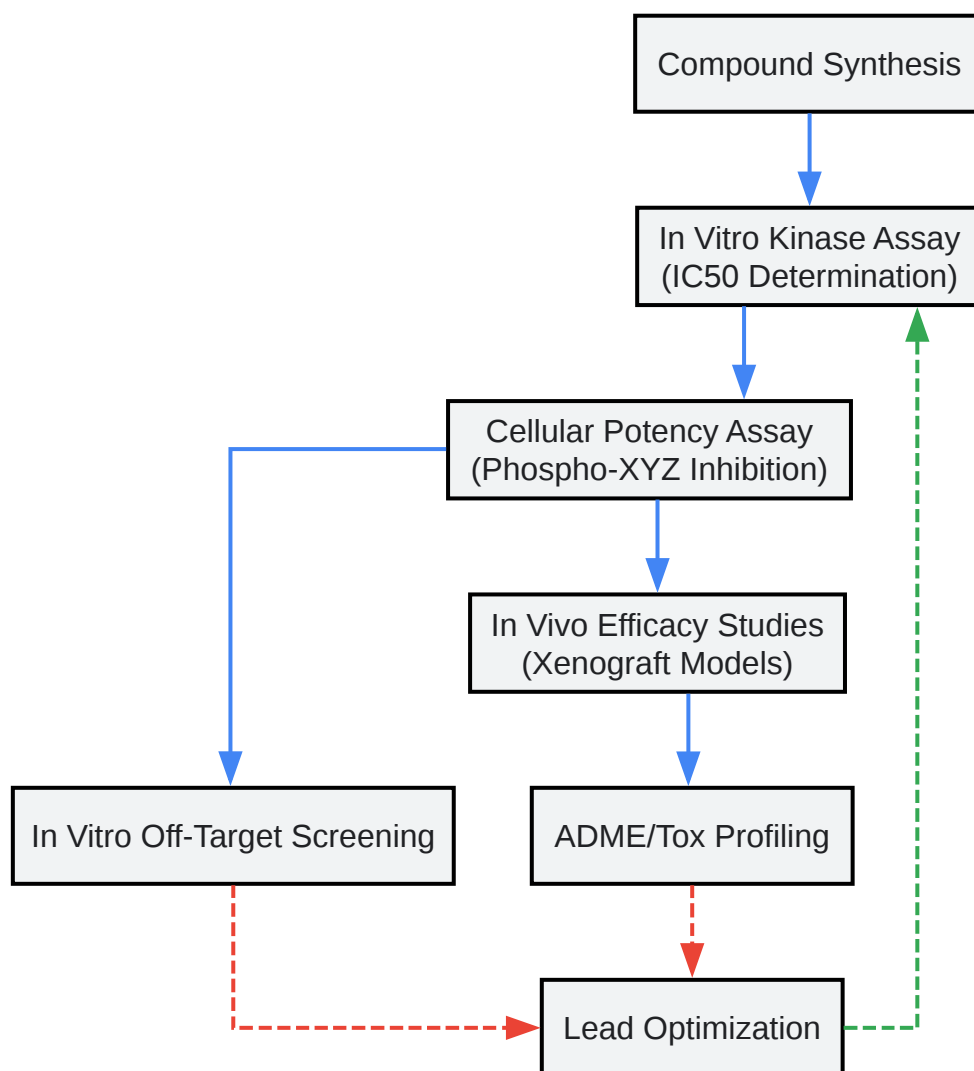 Compound Synthesis
In Vitro Kinase Assay
(IC50 Determination)
Cellular Potency Assay
(Phospho-XYZ Inhibition)
In Vivo Efficacy Studies
(Xenograft Models)
In Vitro Off-Target Screening
ADME/Tox Profiling
Lead Optimization